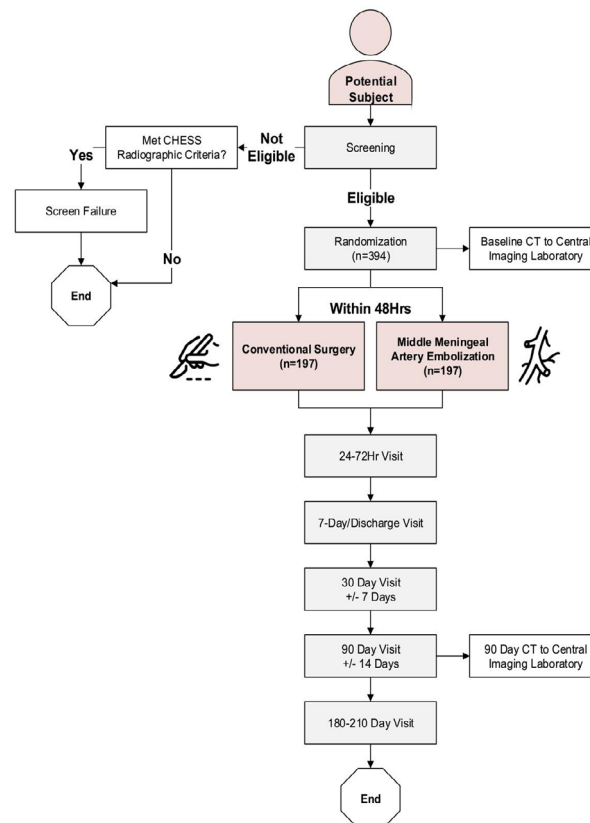 Potential
Subject
Screening
Not
Eligible
Met CHESS
Radiographic Criteria?
Yes
Screen Failure
No
End
Eligible
Randomization
(n=394)
Baseline CT to Central
Imaging Laboratory
Within 48Hrs
Conventional Surgery
(n=197)
Middle Meningeal
Artery Embolization
(n=197)
24-72Hr Visit
7-Day/Discharge Visit
30 Day Visit
+/- 7 Days
90 Day Visit
+/- 14 Days
90 Day CT to Central
Imaging Laboratory
180-210 Day Visit
End